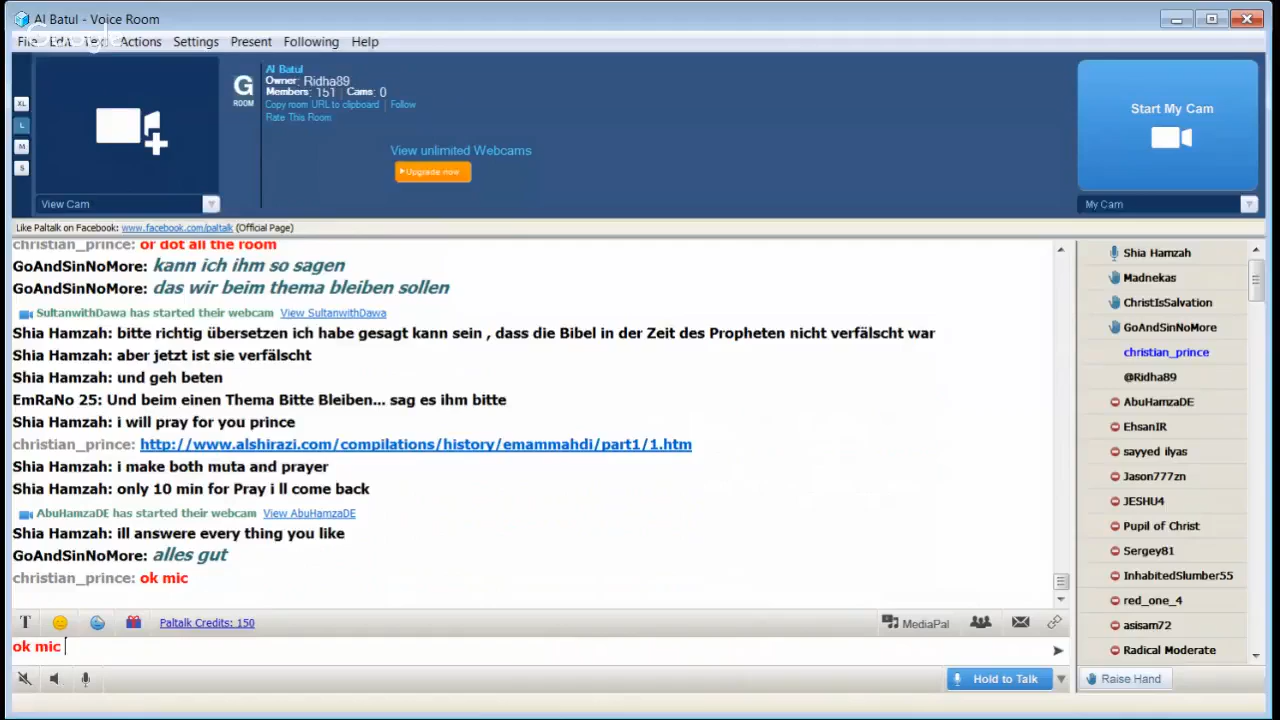 Al Batul - Voice Room
File Edit Text Actions Settings Present Following Help
Google
XL
L
M
S
G
ROOM
Al Batul
Owner: Ridha89
Members: 151 | Cams: 0
Copy room URL to clipboard | Follow
Rate This Room
View unlimited Webcams
Upgrade now
Start My Cam
View Cam
My Cam
Like Paltalk on Facebook: www.facebook.com/paltalk (Official Page)
christian_prince: or dot all the room
GoAndSinNoMore: kann ich ihm so sagen
GoAndSinNoMore: das wir beim thema bleiben sollen
SultanwithDawa has started their webcam View SultanwithDawa
Shia Hamzah: bitte richtig übersetzen ich habe gesagt kann sein , dass die Bibel in der Zeit des Propheten nicht verfälscht war
Shia Hamzah: aber jetzt ist sie verfälscht
Shia Hamzah: und geh beten
EmRaNo 25: Und beim einen Thema Bitte Bleiben... sag es ihm bitte
Shia Hamzah: i will pray for you prince
christian_prince: http://www.alshirazi.com/compilations/history/emammahdi/part1/1.htm
Shia Hamzah: i make both muta and prayer
Shia Hamzah: only 10 min for Pray i ll come back
AbuHamzaDE has started their webcam View AbuHamzaDE
Shia Hamzah: ill answere every thing you like
GoAndSinNoMore: alles gut
christian_prince: ok mic
Shia Hamzah
Madnekas
ChristIsSalvation
GoAndSinNoMore
christian_prince
@Ridha89
AbuHamzaDE
EhsanIR
sayyed ilyas
Jason777zn
JESHU4
Pupil of Christ
Sergey81
InhabitedSlumber55
red_one_4
asisam72
Radical Moderate
T
Paltalk Credits: 150
MediaPal
ok mic
Hold to Talk
Raise Hand